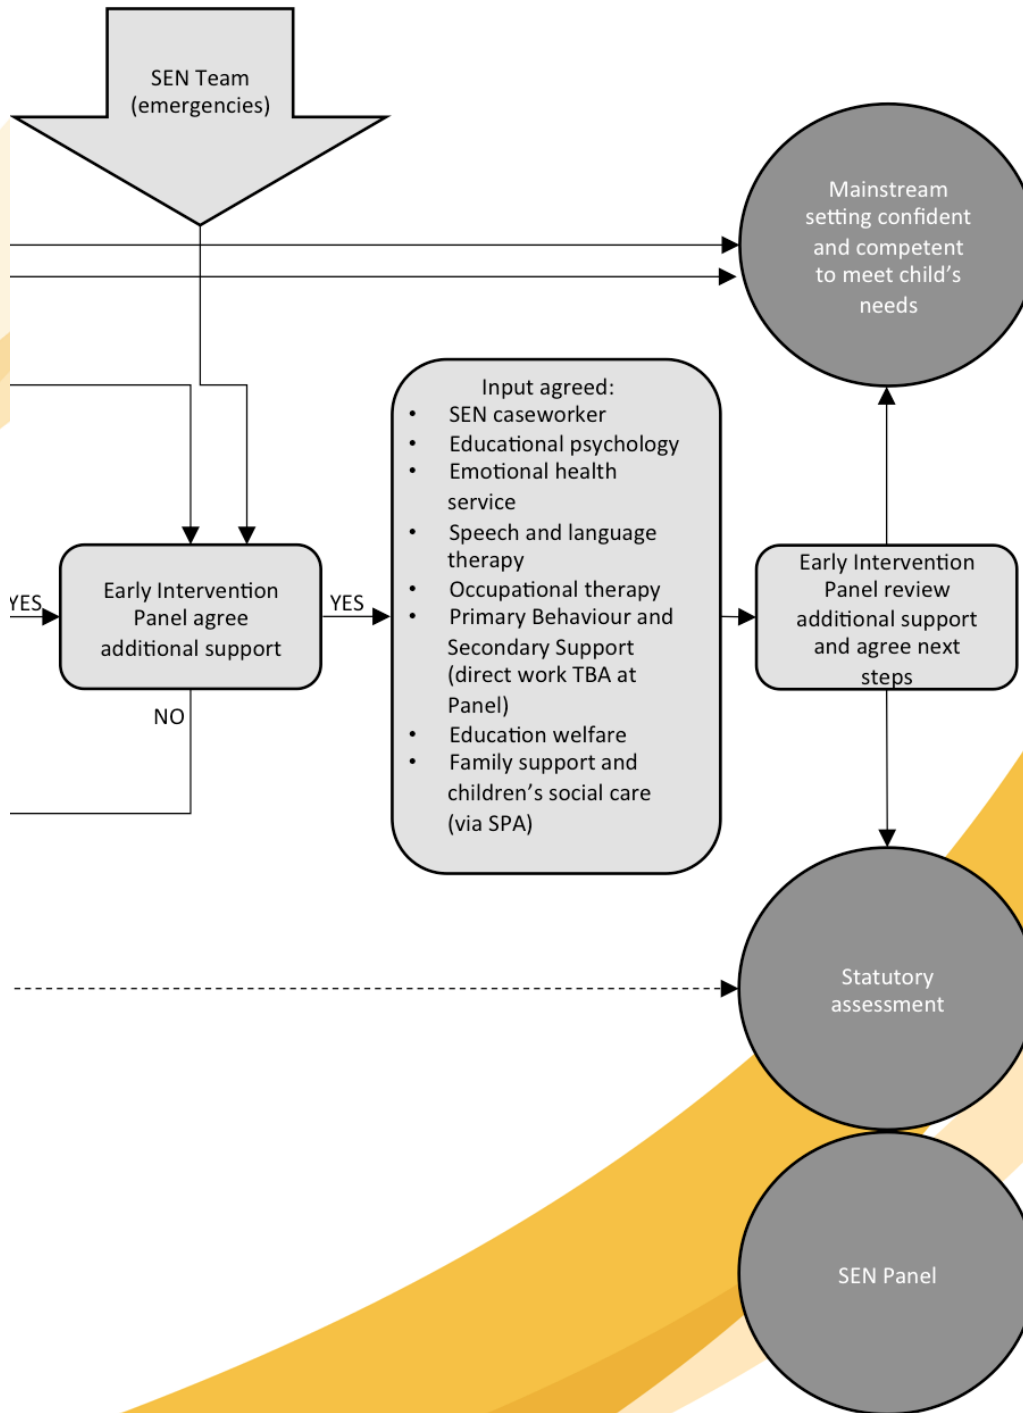 SEN Team
(emergencies)
Mainstream
setting confident
and competent
to meet child’s
needs
Input agreed:
• SEN caseworker
• Educational psychology
• Emotional health
service
• Speech and language
therapy
• Occupational therapy
• Primary Behaviour and
Secondary Support
(direct work TBA at
Panel)
• Education welfare
• Family support and
children’s social care
(via SPA)
YES
Early Intervention
Panel agree
additional support
YES
NO
Early Intervention
Panel review
additional support
and agree next
steps
Statutory
assessment
SEN Panel